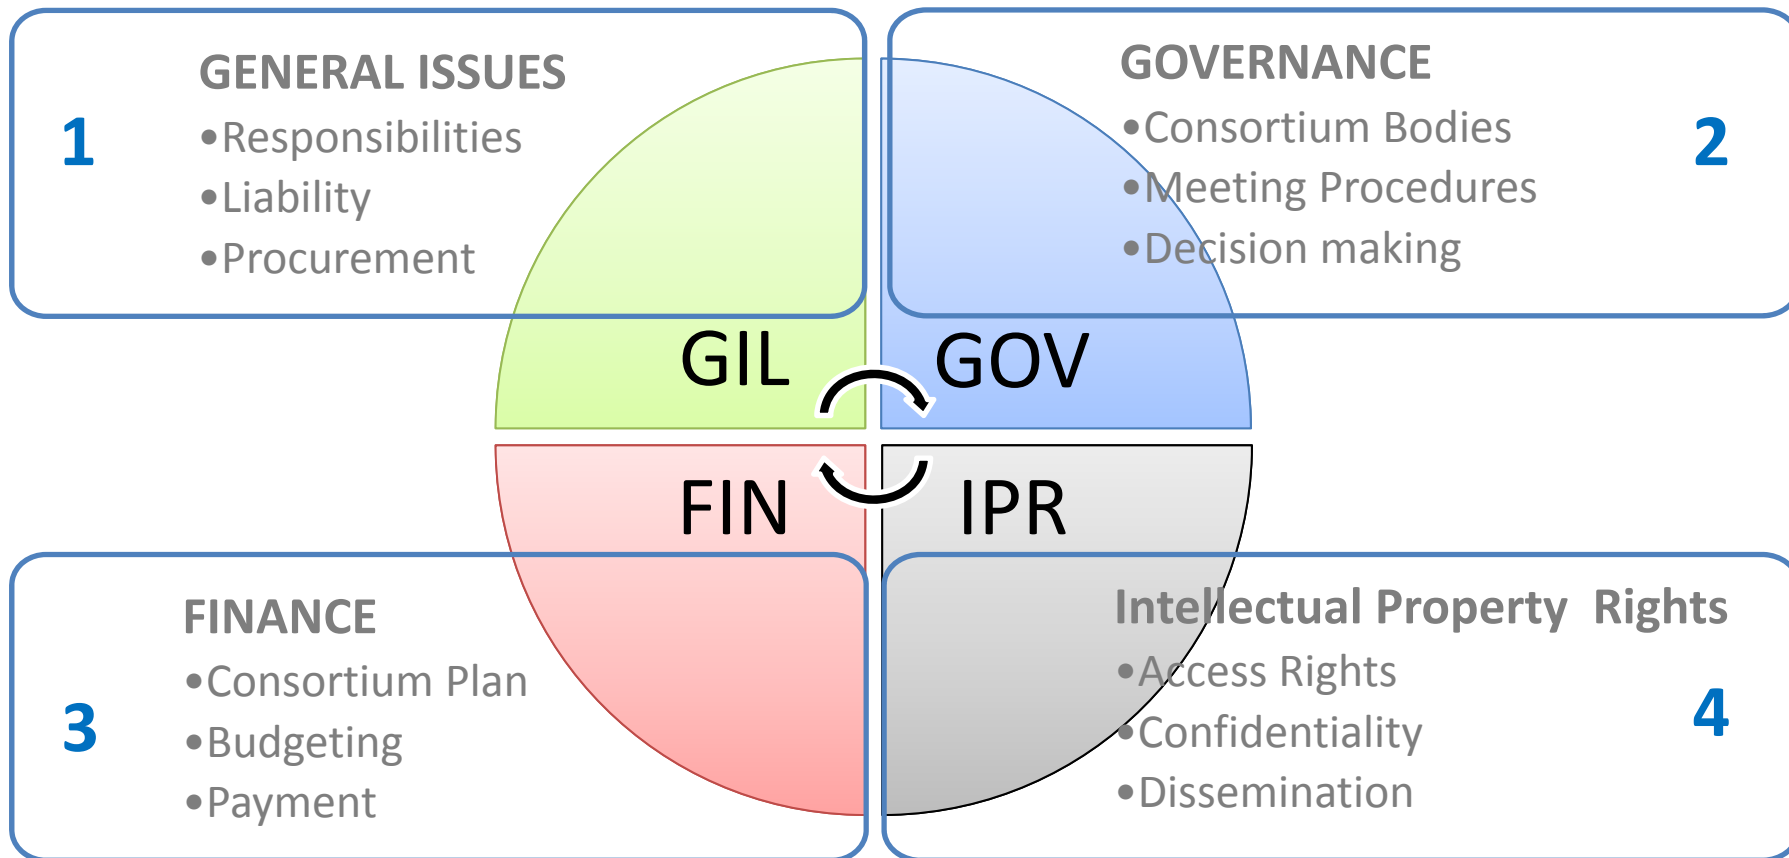 1
GENERAL ISSUES
•Responsibilities
•Liability
•Procurement
GOVERNANCE
•Consortium Bodies
•Meeting Procedures
•Decision making
2
GIL
GOV
FIN
IPR
3
FINANCE
•Consortium Plan
•Budgeting
•Payment
Intellectual Property  Rights
•Access Rights
•Confidentiality
•Dissemination
4